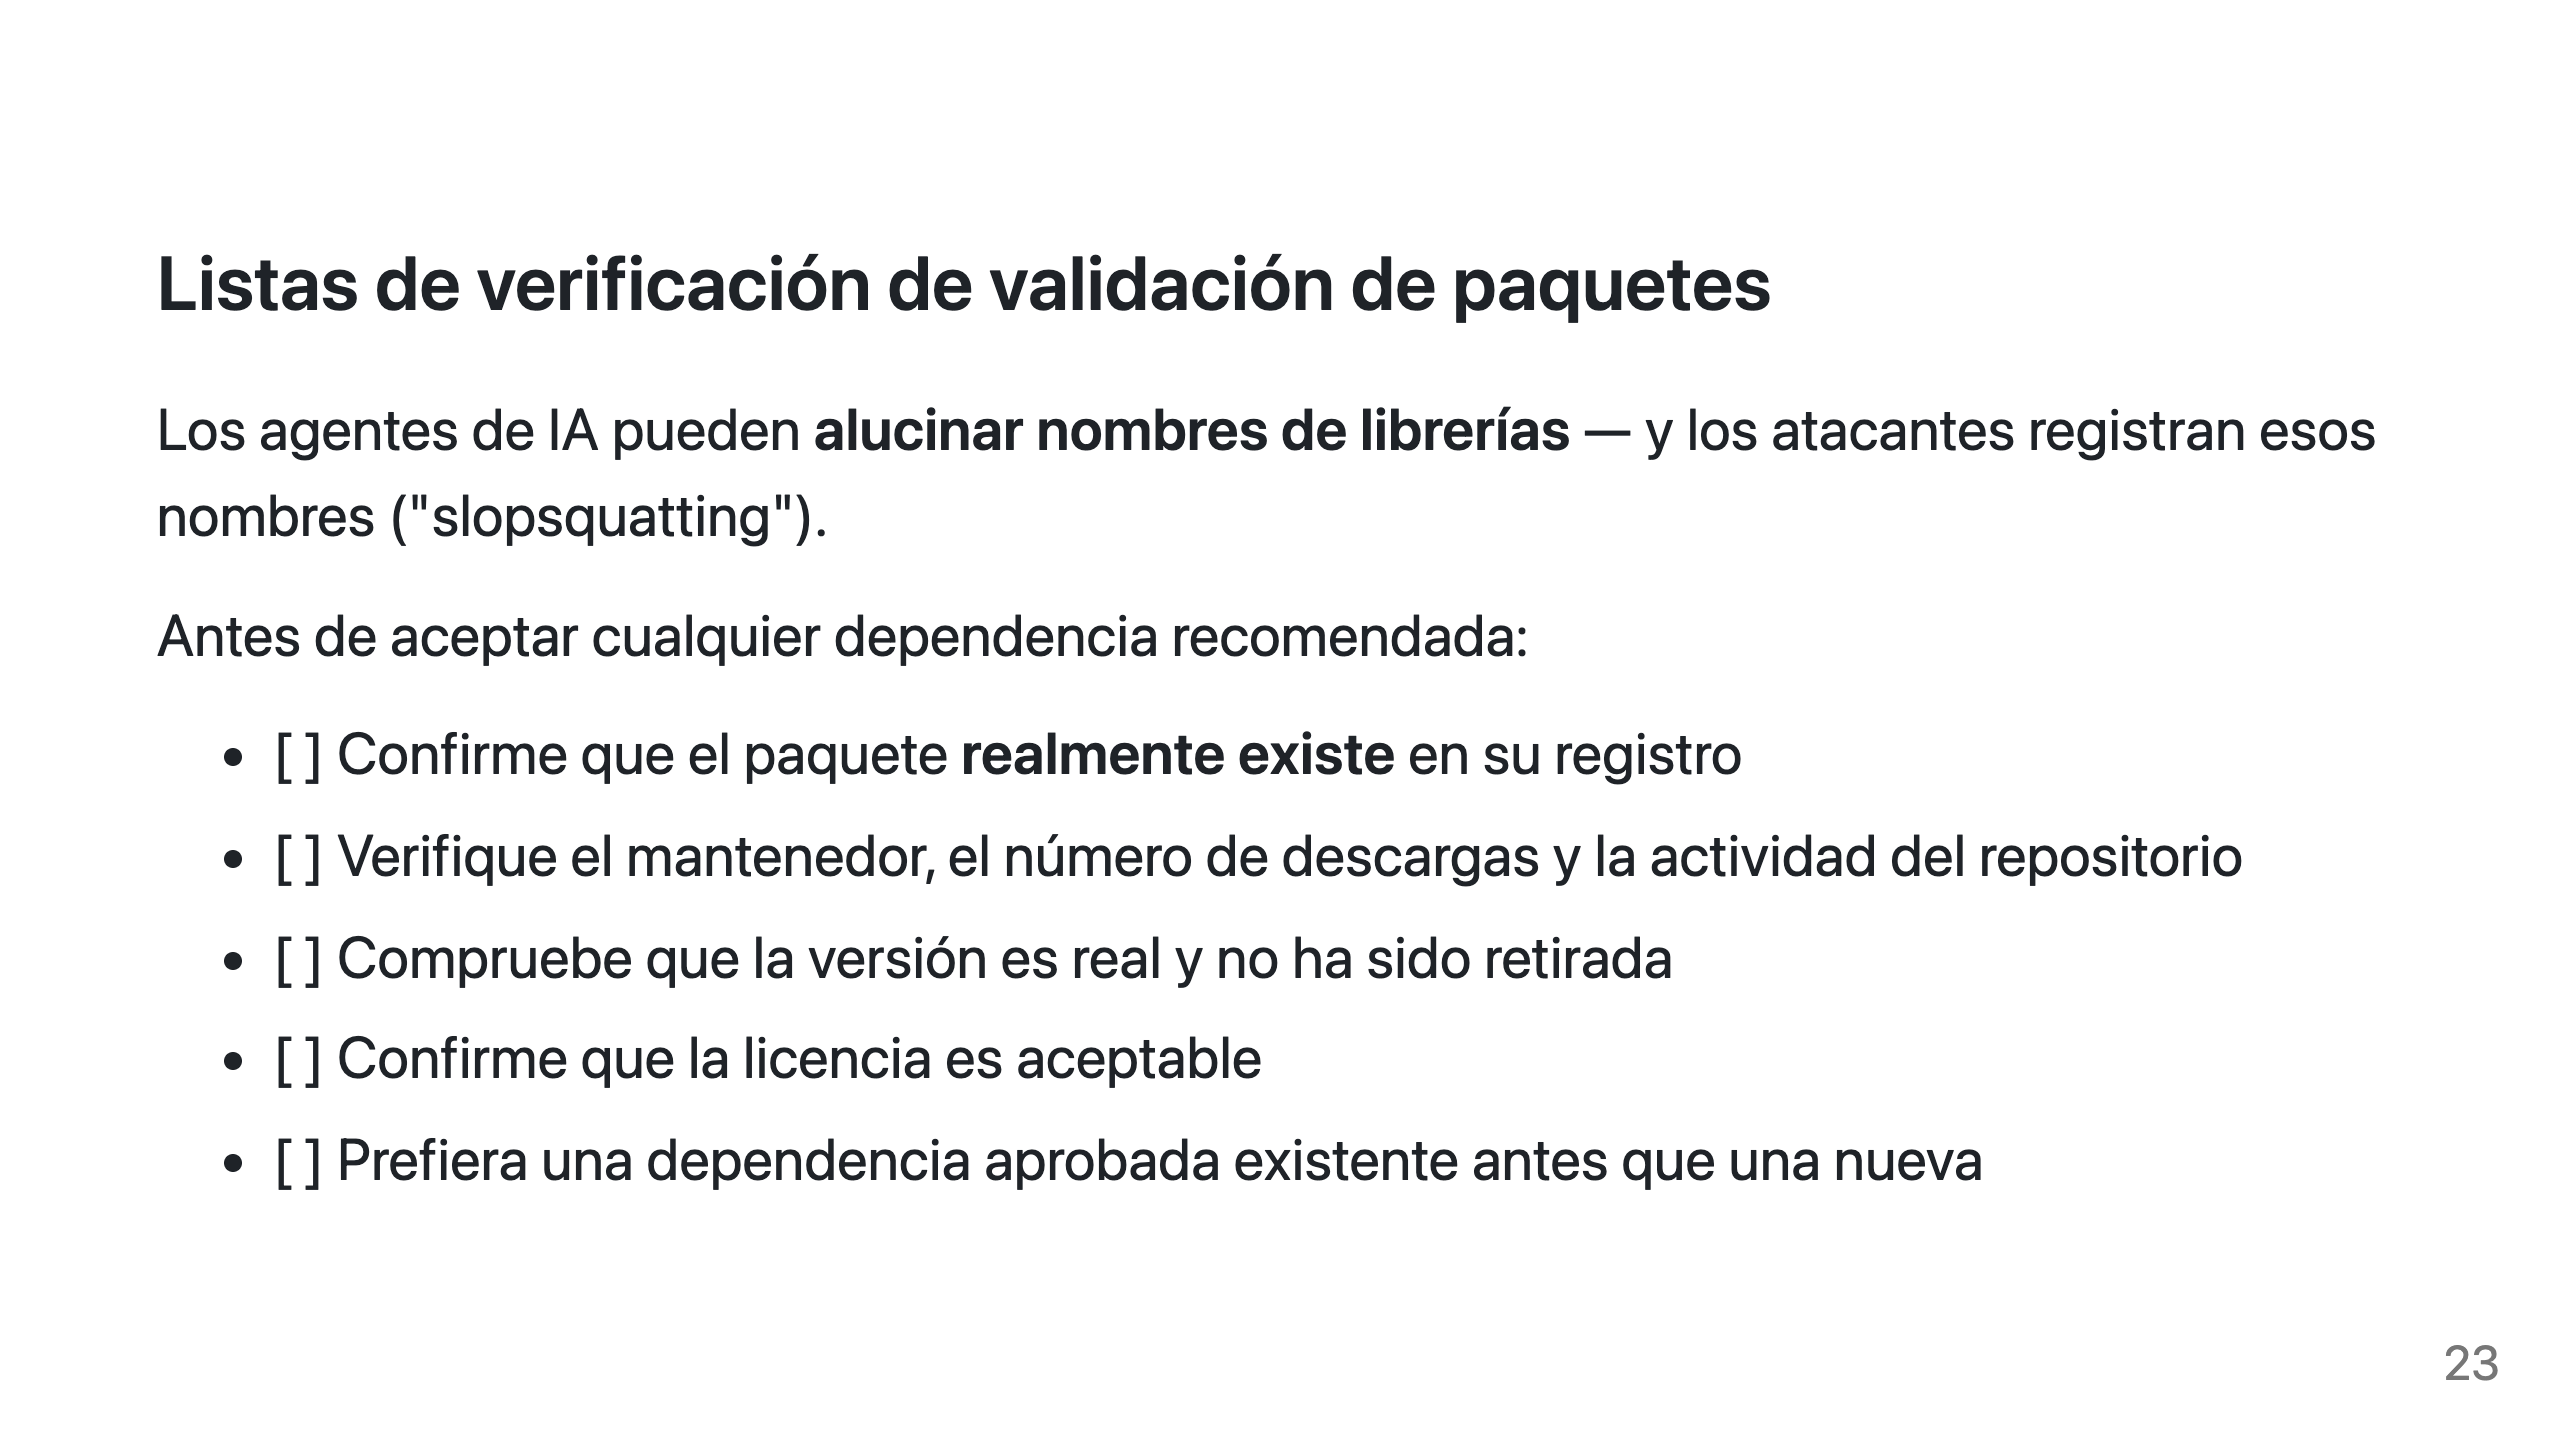 Listas de verificación de validación de paquetes
Los agentes de IA pueden alucinar nombres de librerías — y los atacantes registran esos
nombres ("slopsquatting").
Antes de aceptar cualquier dependencia recomendada:
• [ ] Confirme que el paquete realmente existe en su registro
• [ ] Verifique el mantenedor, el número de descargas y la actividad del repositorio
• [ ] Compruebe que la versión es real y no ha sido retirada
• [ ] Confirme que la licencia es aceptable
• [ ] Prefiera una dependencia aprobada existente antes que una nueva
23